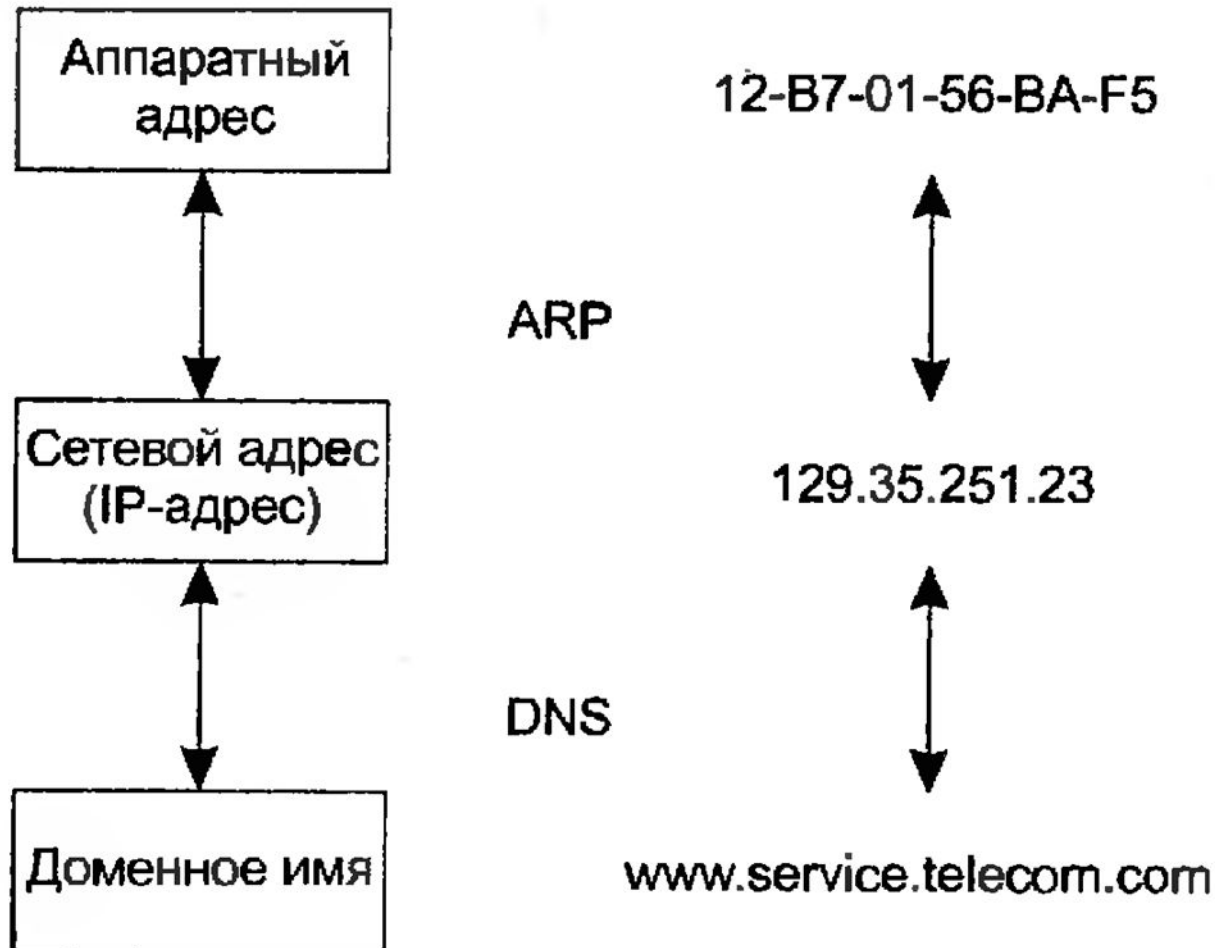 Аппаратный
адрес
12-B7-01-56-BA-F5
ARP
Сетевой адрес
(IP-адрес)
129.35.251.23
DNS
Доменное имя
www.service.telecom.com